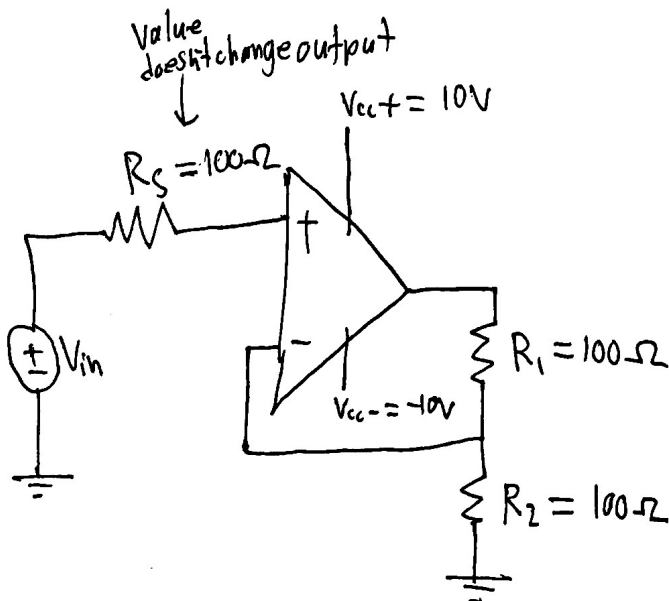 Value
doesn't change output
Vcc+ = 10V
Rs = 100Ω
+
-
+
-
Vin
R1 = 100Ω
Vcc- = -10V
R2 = 100Ω